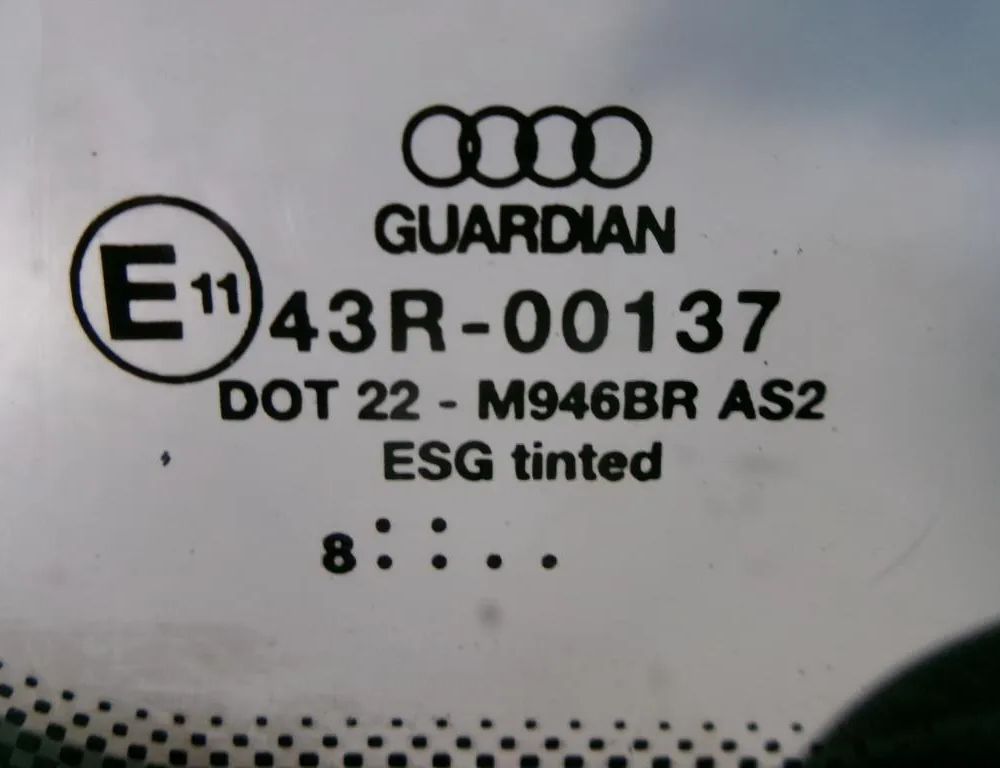 GUARDIAN
E 11 43R-00137
DOT 22 - M946BR AS2
ESG tinted
8